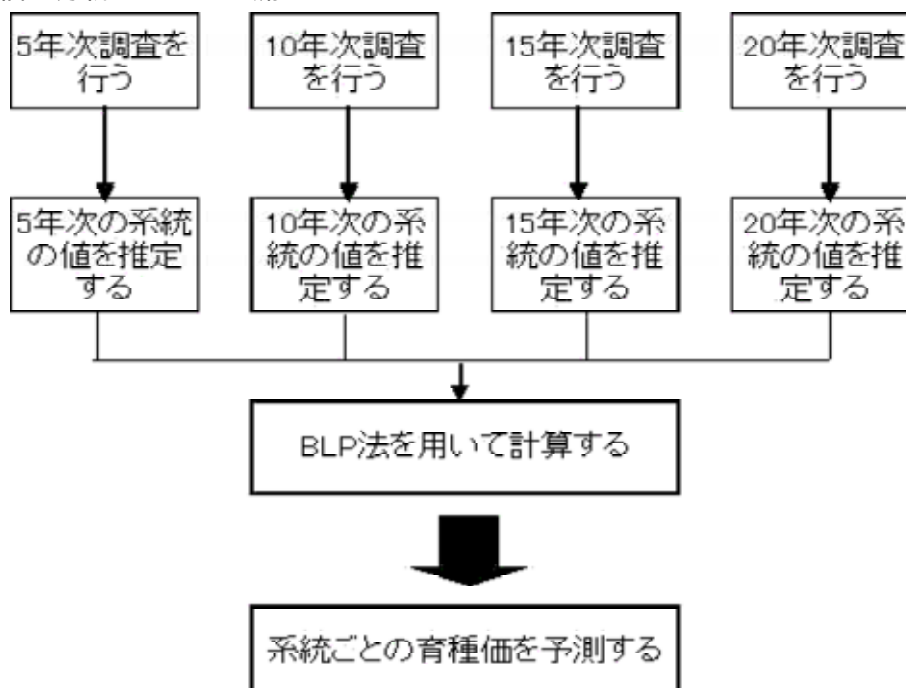 5年次調査を
行う
10年次調査
を行う
15年次調査
を行う
20年次調査
を行う
5年次の系統
の値を推定
する
10年次の系
統の値を推
定する
15年次の系
統の値を推
定する
20年次の系
統の値を推
定する
BLP法を用いて計算する
系統ごとの育種価を予測する